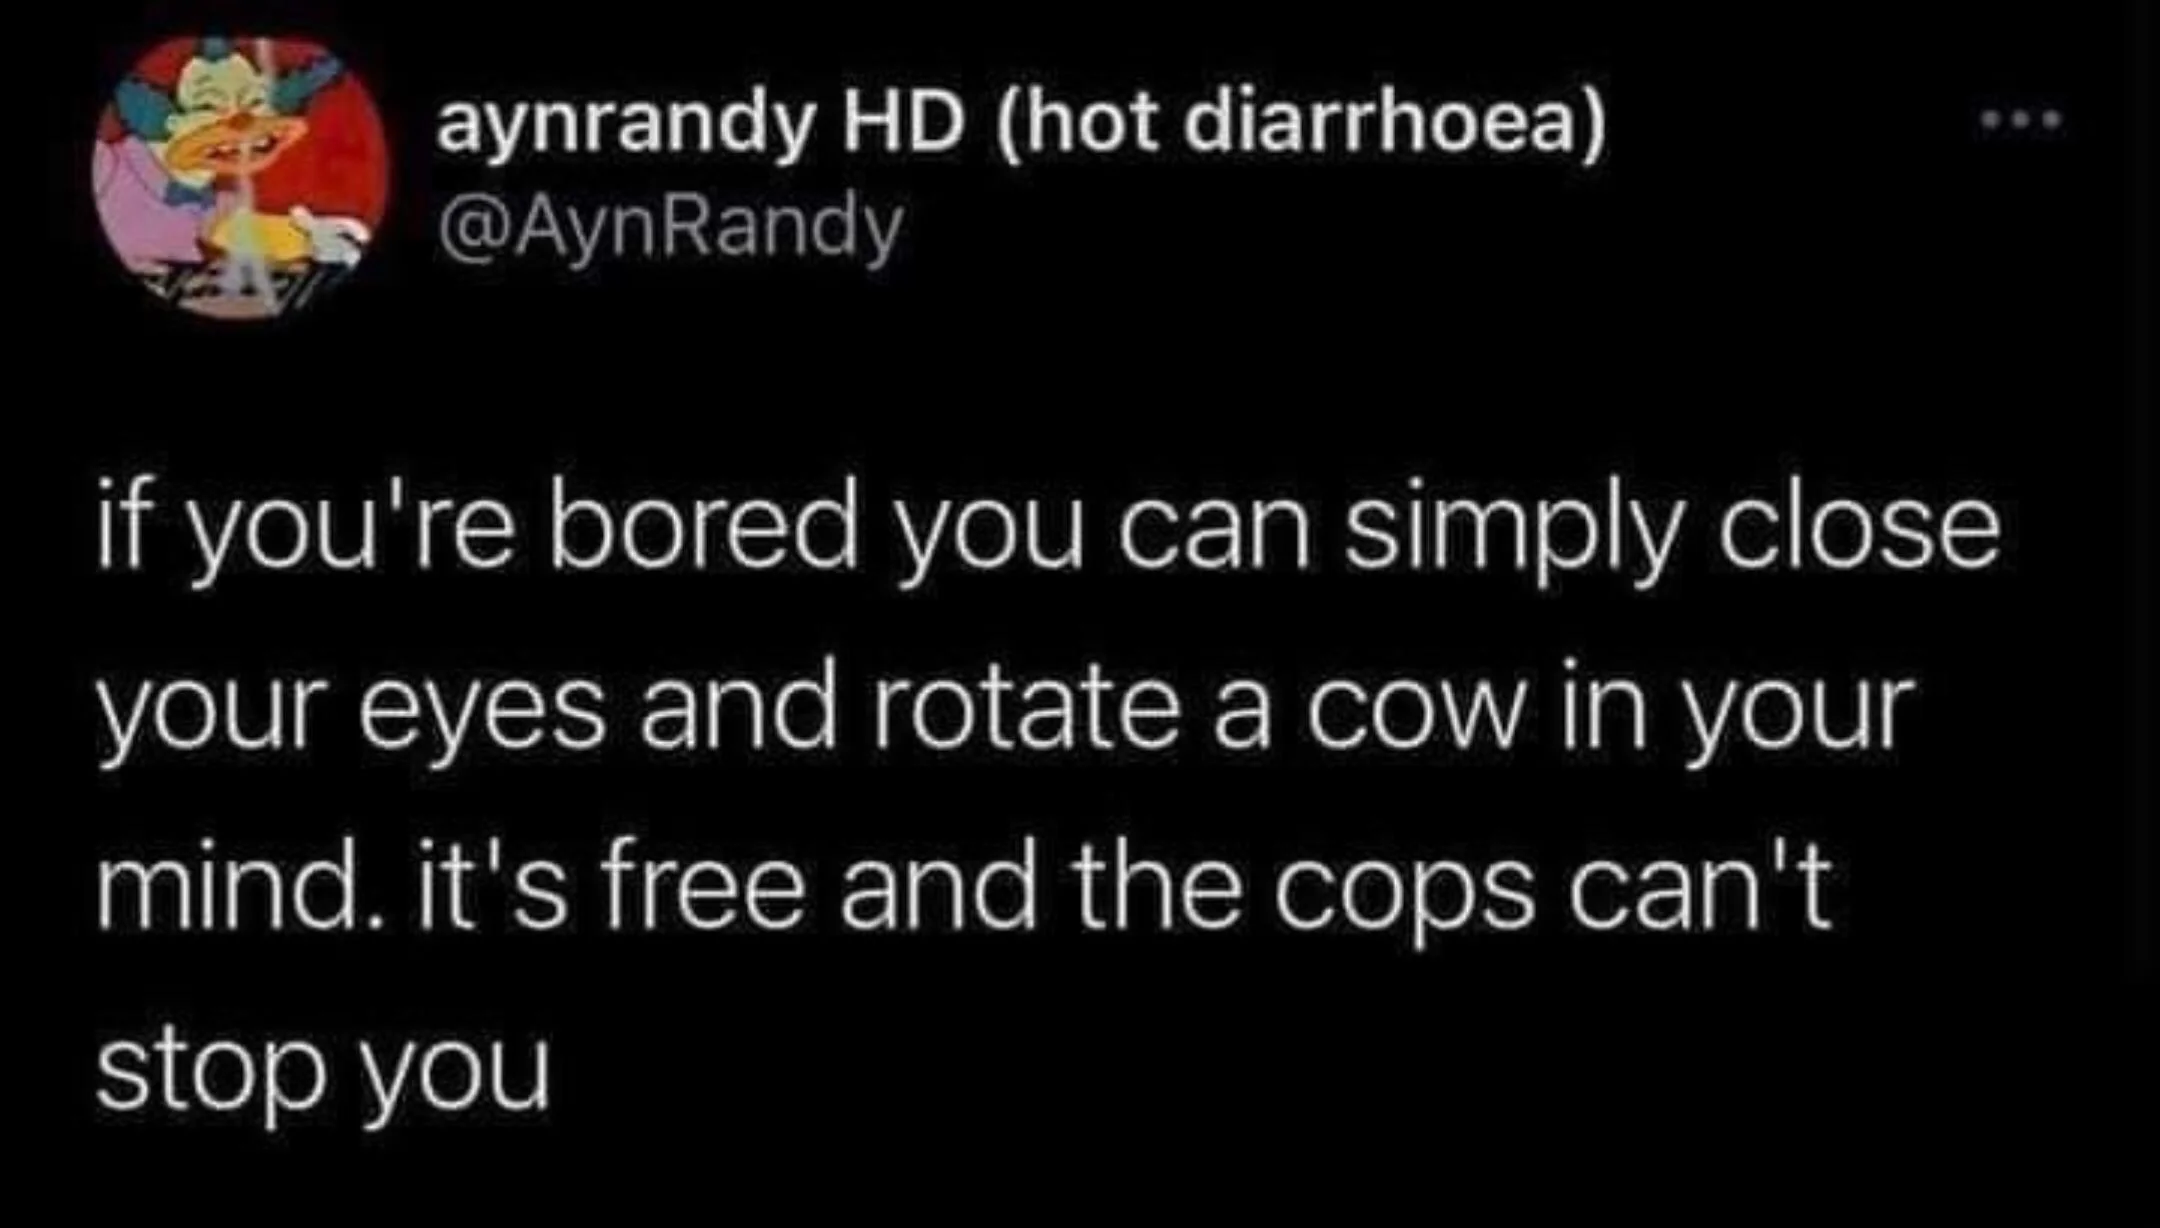 aynrandy HD (hot diarrhoea)
@AynRandy
if you're bored you can simply close
your eyes and rotate a cow in your
mind. it's free and the cops can't
stop you